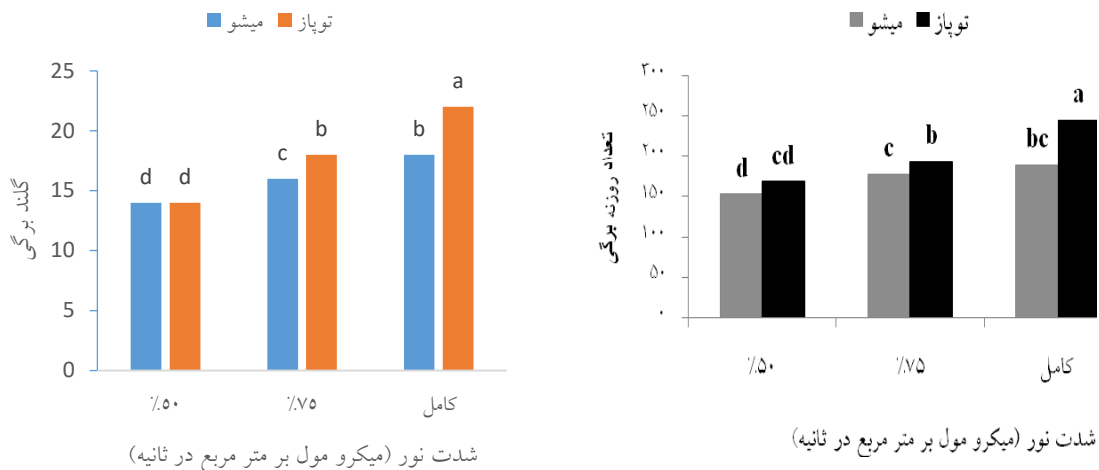 میشو توپاز
گلند برگی
25
20
15
10
5
0
d d c b b a
٪۵۰ ٪۷۵ کامل
شدت نور (میکرو مول بر متر مربع در ثانیه)
میشو توپاز
تعداد روزنه برگی
۳۰۰
۲۵۰
۲۰۰
۱۵۰
۱۰۰
۵۰
۰
d cd c b bc a
٪۵۰ ٪۷۵ کامل
شدت نور (میکرو مول بر متر مربع در ثانیه)